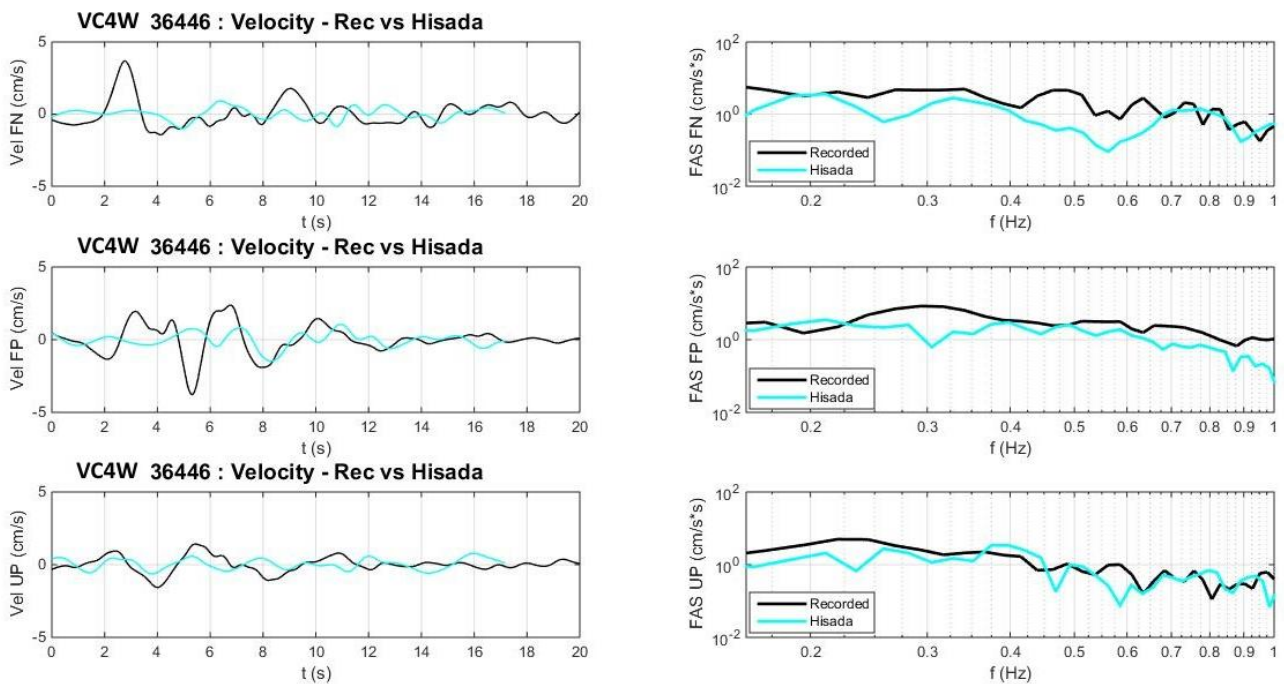 VC4W 36446 : Velocity - Rec vs Hisada
Vel FN (cm/s)
5
0
-5
0 2 4 6 8 10 12 14 16 18 20
t (s)
FAS FN (cm/s*s)
10^2
10^0
10^-2
Recorded
Hisada
0.2 0.3 0.4 0.5 0.6 0.7 0.8 0.9 1
f (Hz)
VC4W 36446 : Velocity - Rec vs Hisada
Vel FP (cm/s)
5
0
-5
0 2 4 6 8 10 12 14 16 18 20
t (s)
FAS FP (cm/s*s)
10^2
10^0
10^-2
Recorded
Hisada
0.2 0.3 0.4 0.5 0.6 0.7 0.8 0.9 1
f (Hz)
VC4W 36446 : Velocity - Rec vs Hisada
Vel UP (cm/s)
5
0
-5
0 2 4 6 8 10 12 14 16 18 20
t (s)
FAS UP (cm/s*s)
10^2
10^0
10^-2
Recorded
Hisada
0.2 0.3 0.4 0.5 0.6 0.7 0.8 0.9 1
f (Hz)